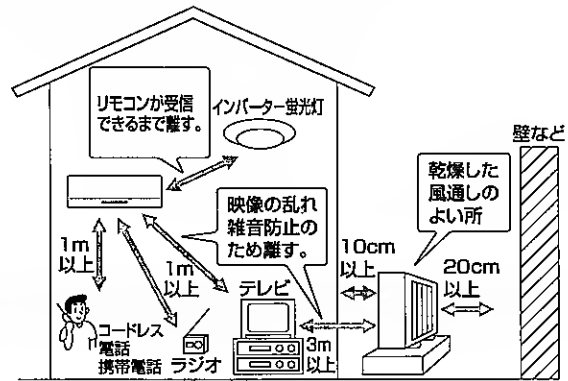 リモコンが受信
できるまで離す。
インバーター蛍光灯
壁など
乾燥した
風通しの
よい所
映像の乱れ
雑音防止の
ため離す。
1m
以上
1m
以上
10cm
以上
20cm
以上
テレビ
3m
以上
コードレス
電話
携帯電話
ラジオ